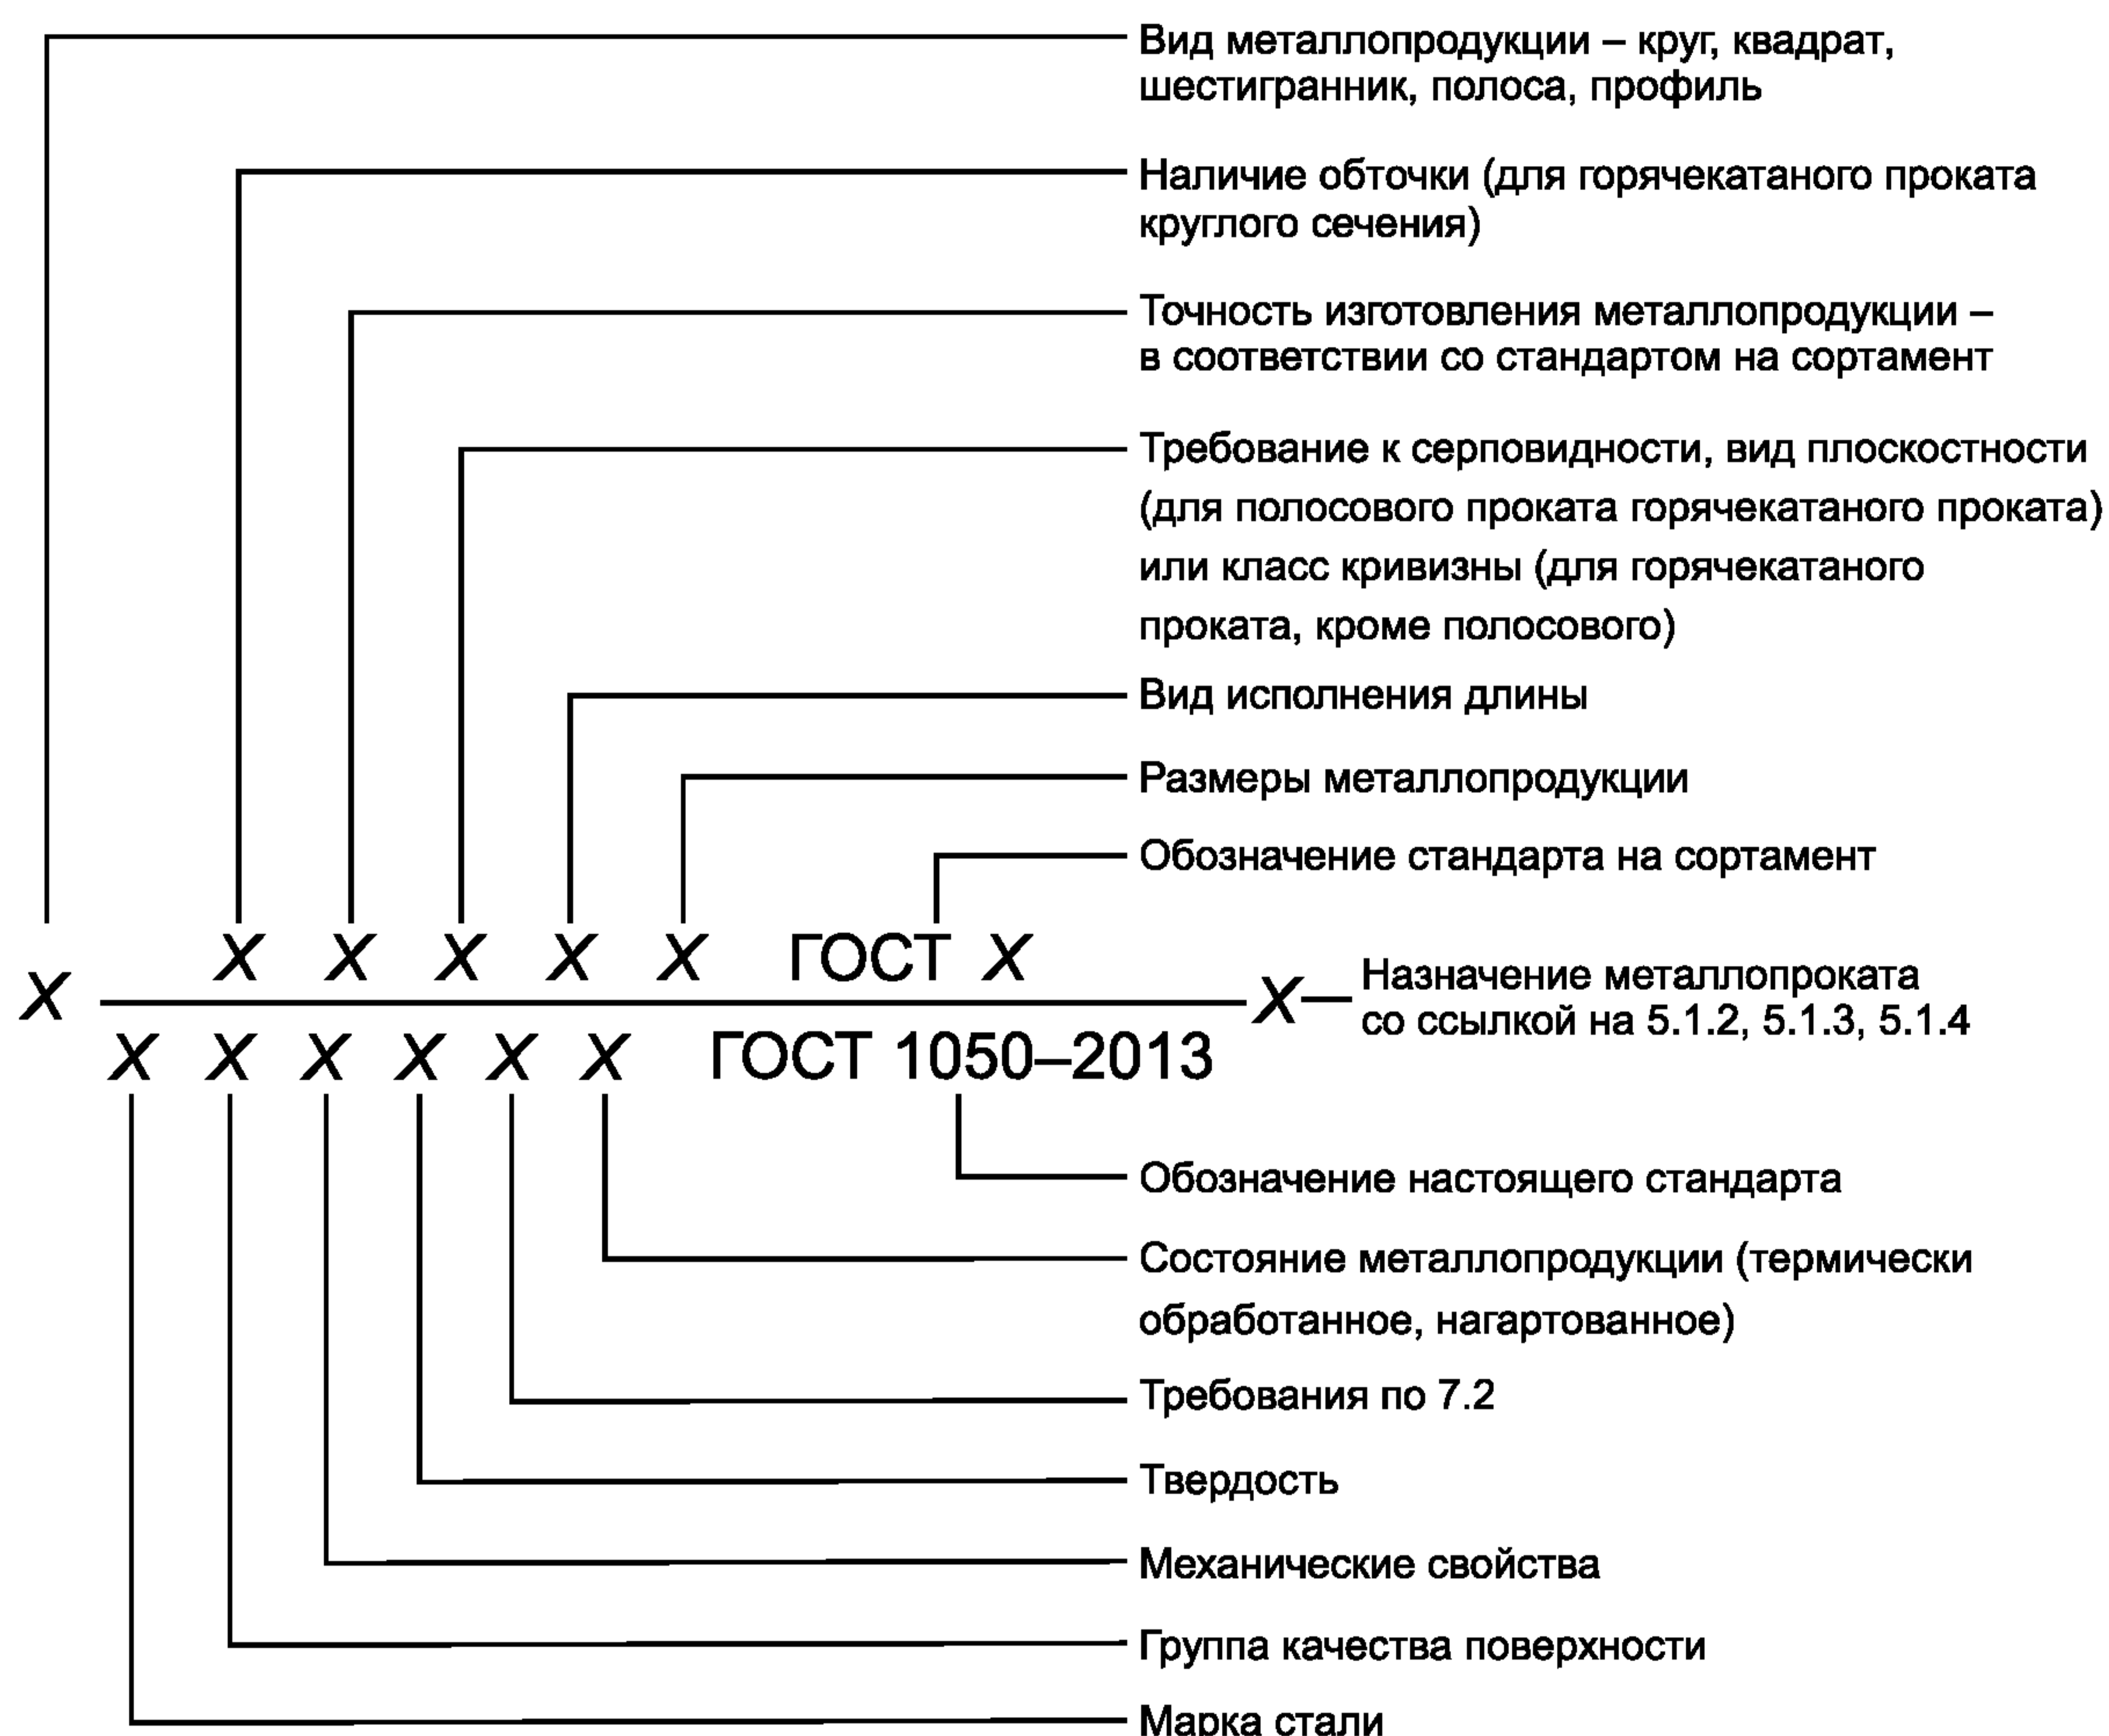 Вид металлопродукции – круг, квадрат,
шестигранник, полоса, профиль
Наличие обточки (для горячекатаного проката
круглого сечения)
Точность изготовления металлопродукции –
в соответствии со стандартом на сортамент
Требование к серповидности, вид плоскостности
(для полосового проката горячекатаного проката)
или класс кривизны (для горячекатаного
проката, кроме полосового)
Вид исполнения длины
Размеры металлопродукции
Обозначение стандарта на сортамент
X X X X X ГОСТ X
X
X
Назначение металлопроката
со ссылкой на 5.1.2, 5.1.3, 5.1.4
X X X X X X ГОСТ 1050–2013
Обозначение настоящего стандарта
Состояние металлопродукции (термически
обработанное, нагартованное)
Требования по 7.2
Твердость
Механические свойства
Группа качества поверхности
Марка стали